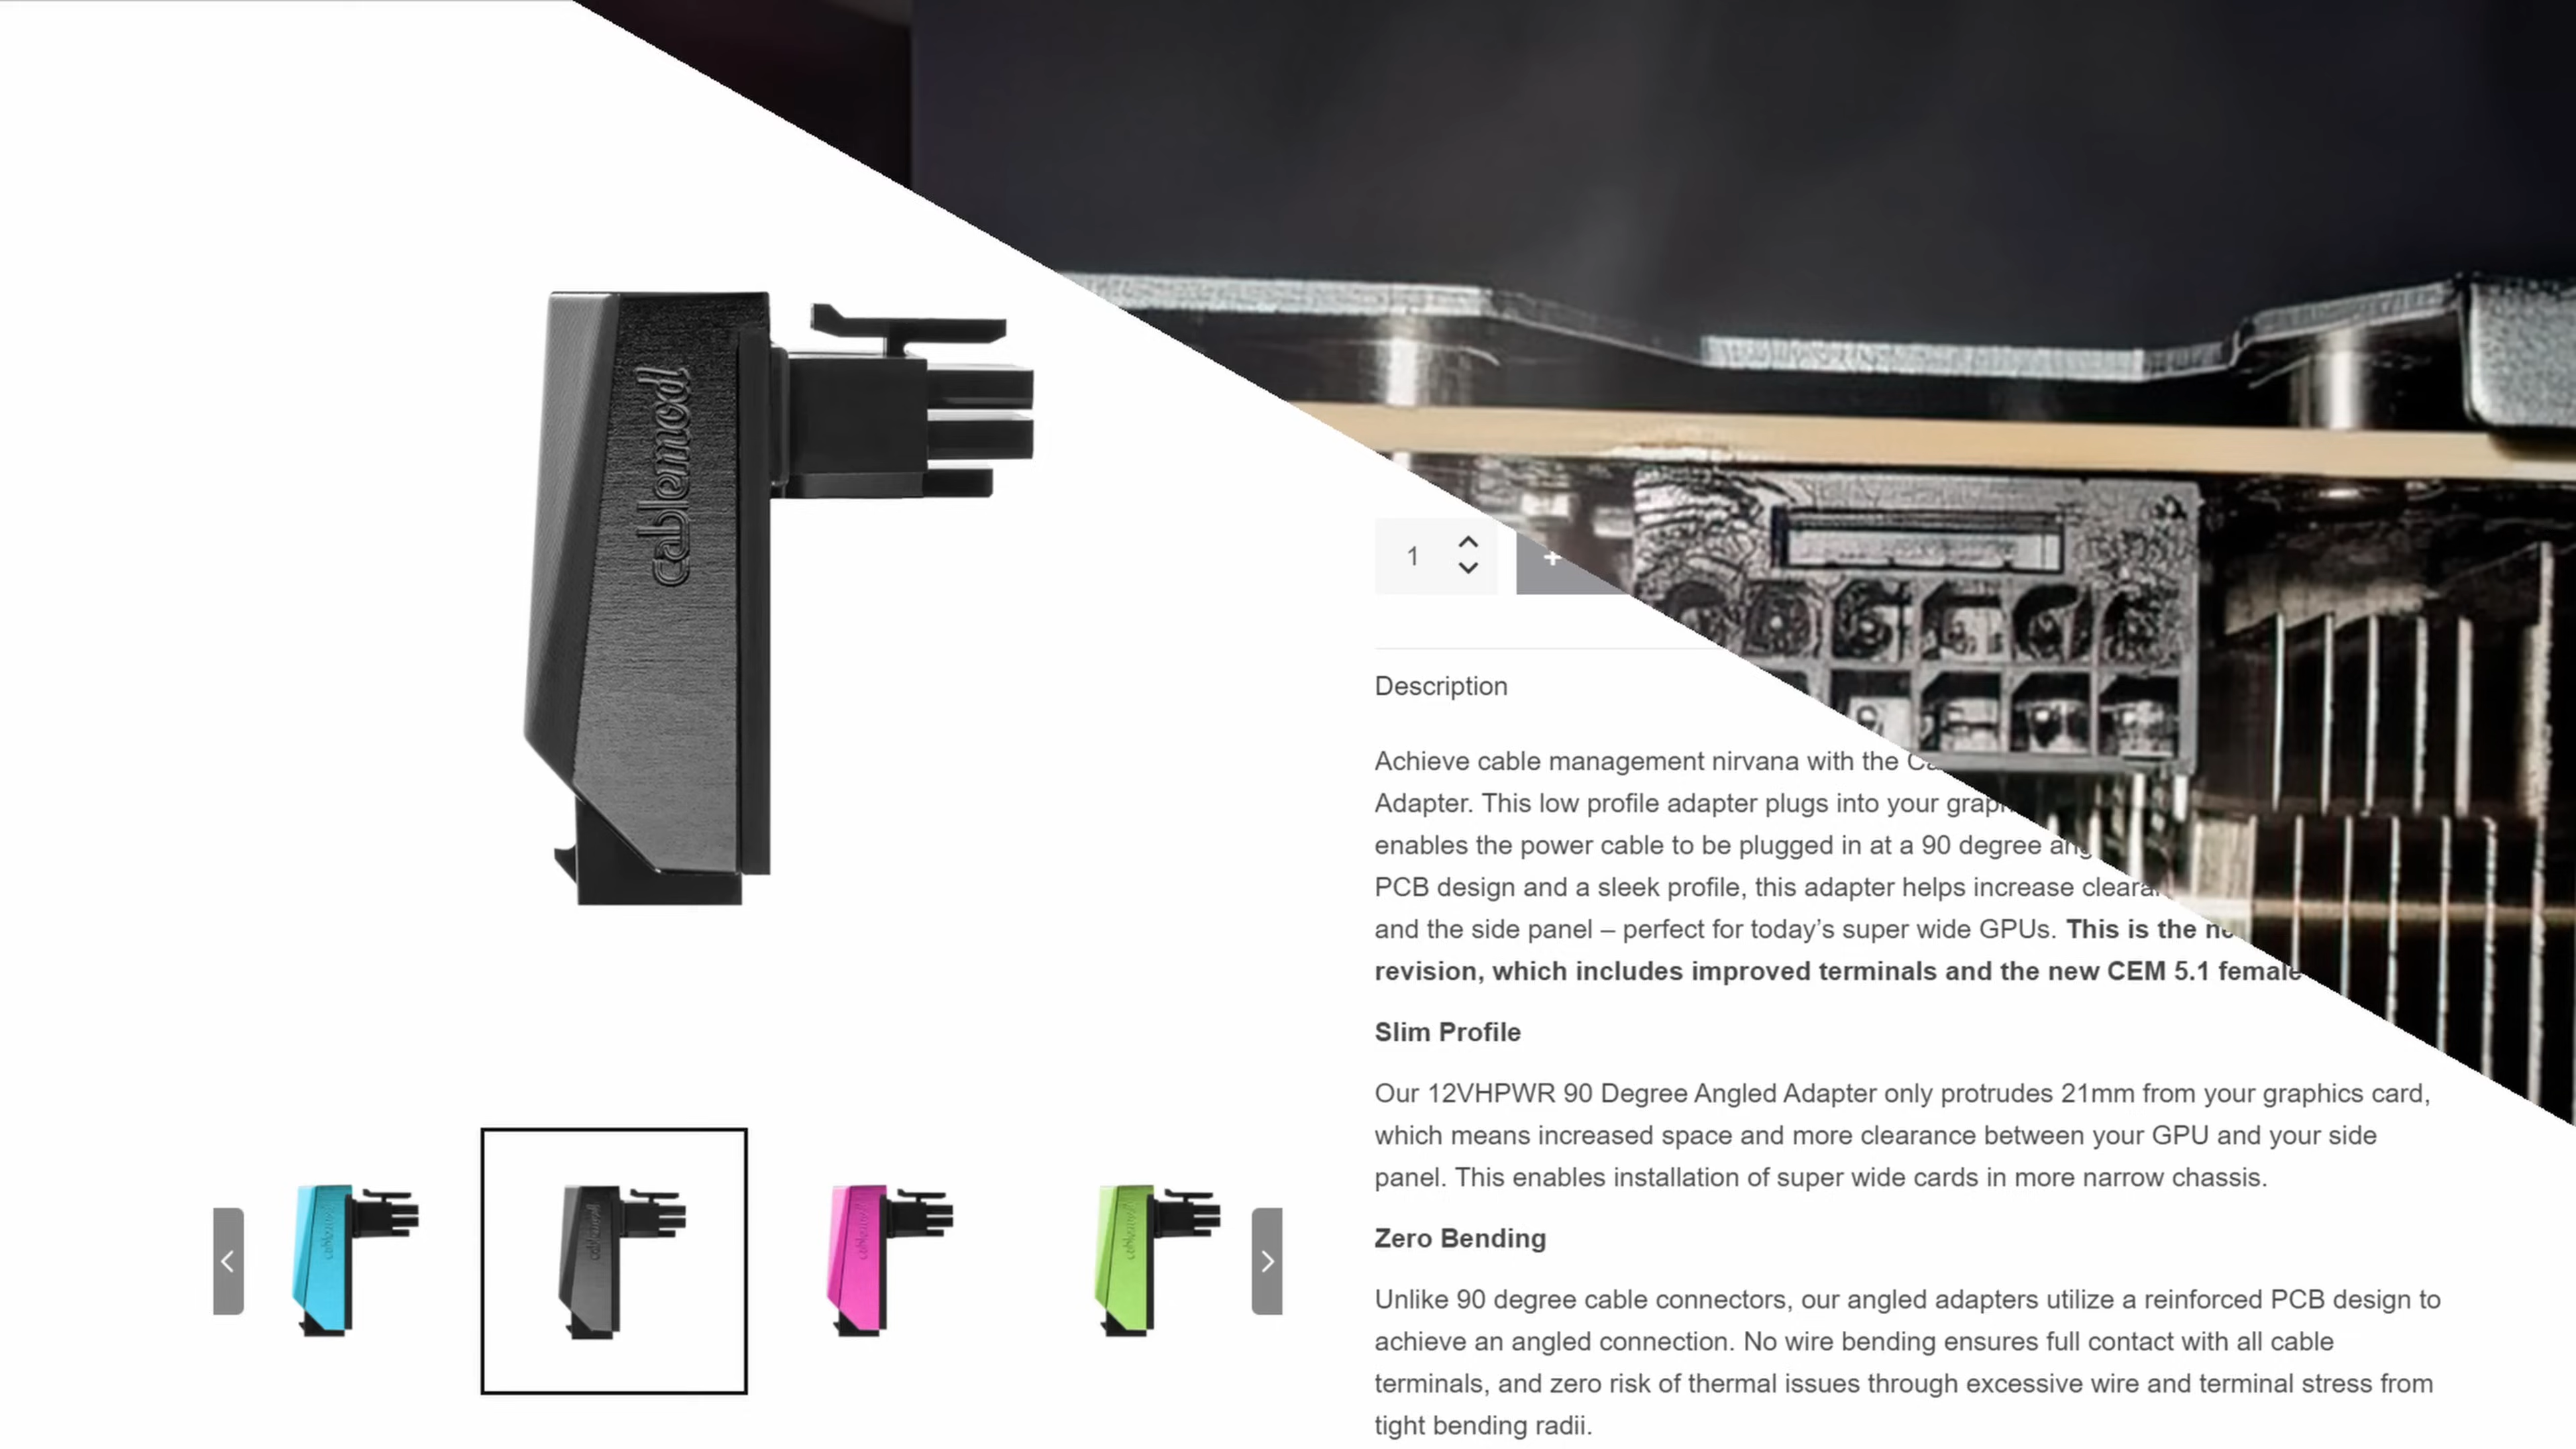 cablemod
1
+
Description
Achieve cable management nirvana with the
Adapter. This low profile adapter plugs into your
enables the power cable to be plugged in at a 90 degree
PCB design and a sleek profile, this adapter helps increase
and the side panel – perfect for today's super wide GPUs. This is the
revision, which includes improved terminals and the new CEM 5.1 female
Slim Profile
Our 12VHPWR 90 Degree Angled Adapter only protrudes 21mm from your graphics card,
which means increased space and more clearance between your GPU and your side
panel. This enables installation of super wide cards in more narrow chassis.
Zero Bending
Unlike 90 degree cable connectors, our angled adapters utilize a reinforced PCB design to
achieve an angled connection. No wire bending ensures full contact with all cable
terminals, and zero risk of thermal issues through excessive wire and terminal stress from
tight bending radii.
cablemod
cablemod
cablemod
cablemod